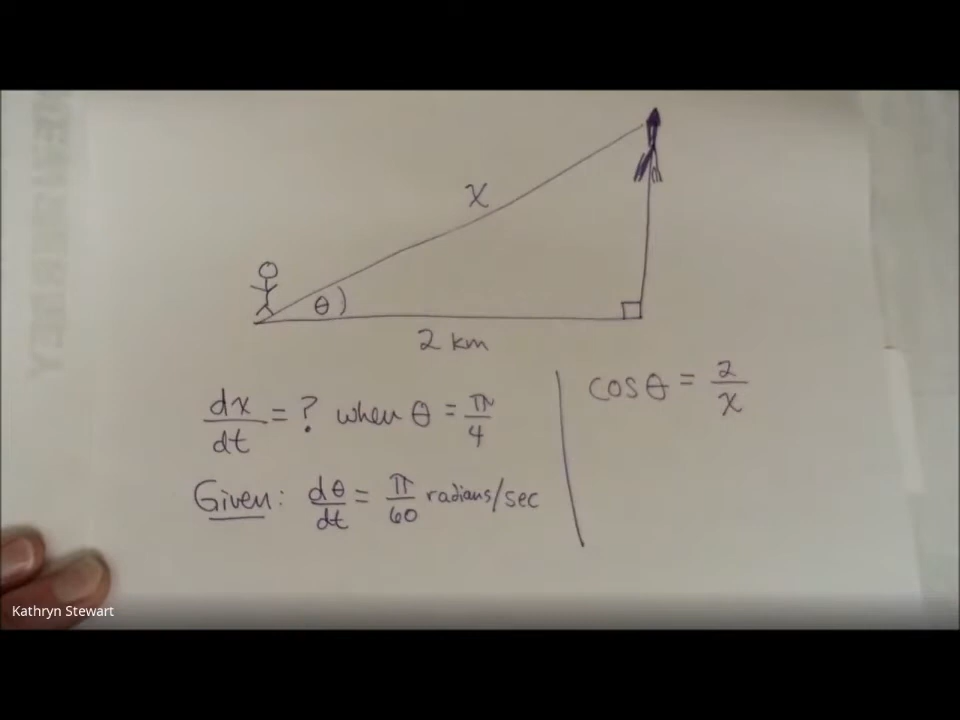 x
θ
2 km
dx/dt = ? when θ = π/4
Given: dθ/dt = π/60 radians/sec
cos θ = 2/x
Kathryn Stewart